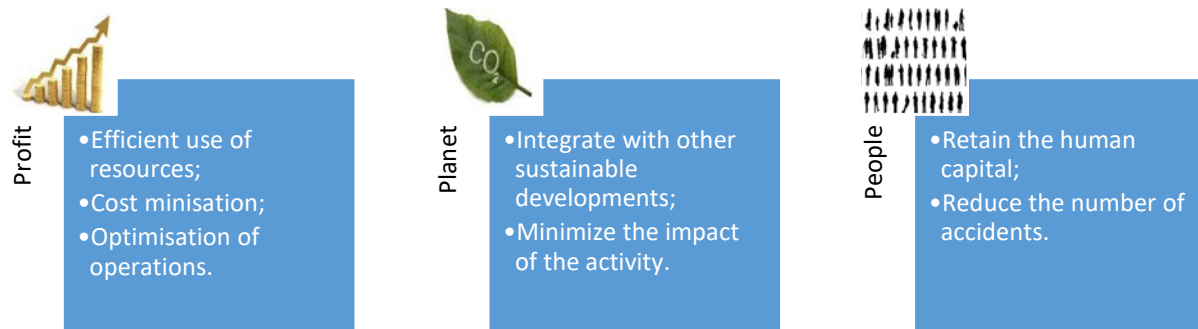 Profit
•Efficient use of
resources;
•Cost minisation;
•Optimisation of
operations.
CO2
Planet
•Integrate with other
sustainable
developments;
•Minimize the impact
of the activity.
People
•Retain the human
capital;
•Reduce the number of
accidents.